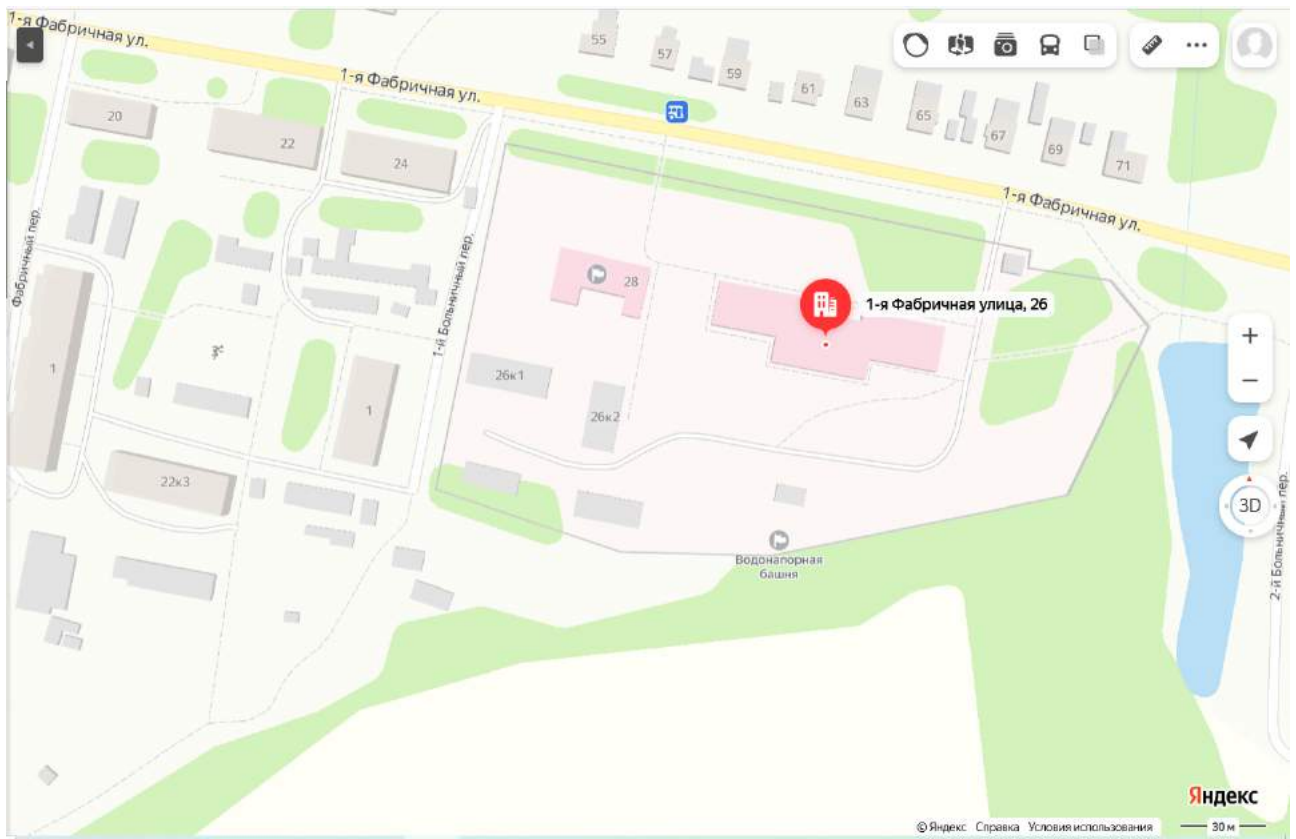 1-я Фабричная ул.
55
57
59
61
63
65
67
69
71
1-я Фабричная ул.
20
22
24
1-я Фабричная ул.
Фабричный пер.
1-й Больничный пер.
28
1-я Фабричная улица, 26
26к1
26к2
1
1
22к3
Водонапорная
башня
3D
2-й Больничный пер.
Яндекс
© Яндекс Справка Условия использования
30 м